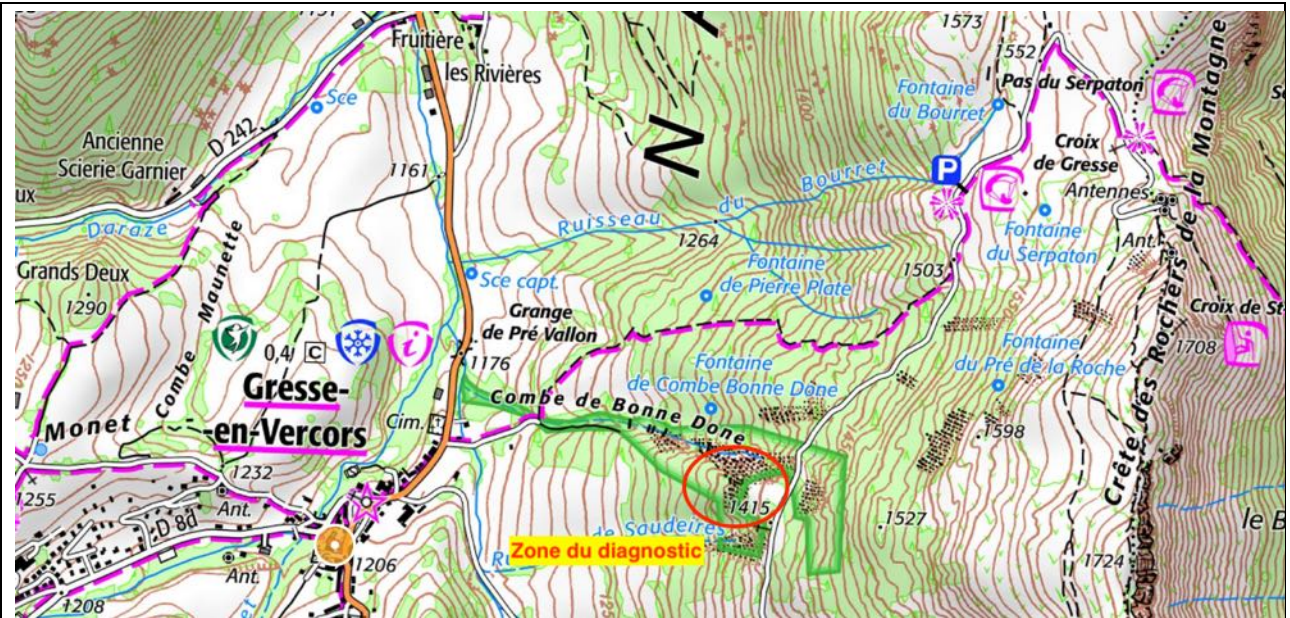 1573
Fruitière
les Rivières
1552
Pas du Serpaton
Fontaine
du Bourret
Sce
D 242
Ancienne
Scierie Garnier
1400
N
Croix
de Gresse
1161
P
Antennes
Ruisseau du Bourret
Daraze
Maunette
Combe
1264
Fontaine
du Serpaton
Ant.
Grands Deux
1290
Sce capt.
Fontaine
de Pierre Plate
1503
1550
Grange
de Pré Vallon
Croix de St-
1708
1250
0,4
C
i
1176
Fontaine
de Combe Bonne Done
Fontaine
du Pré de la Roche
Gresse-
-en-Vercors
Combe de Bonne Done
Cim.
Monet
1598
Crête des Rochers de la Montagne
1232
1255
Ant.
1415
1527
de Saudeires
le B
D 8d
Zone du diagnostic
Ant.
1206
1724
1208